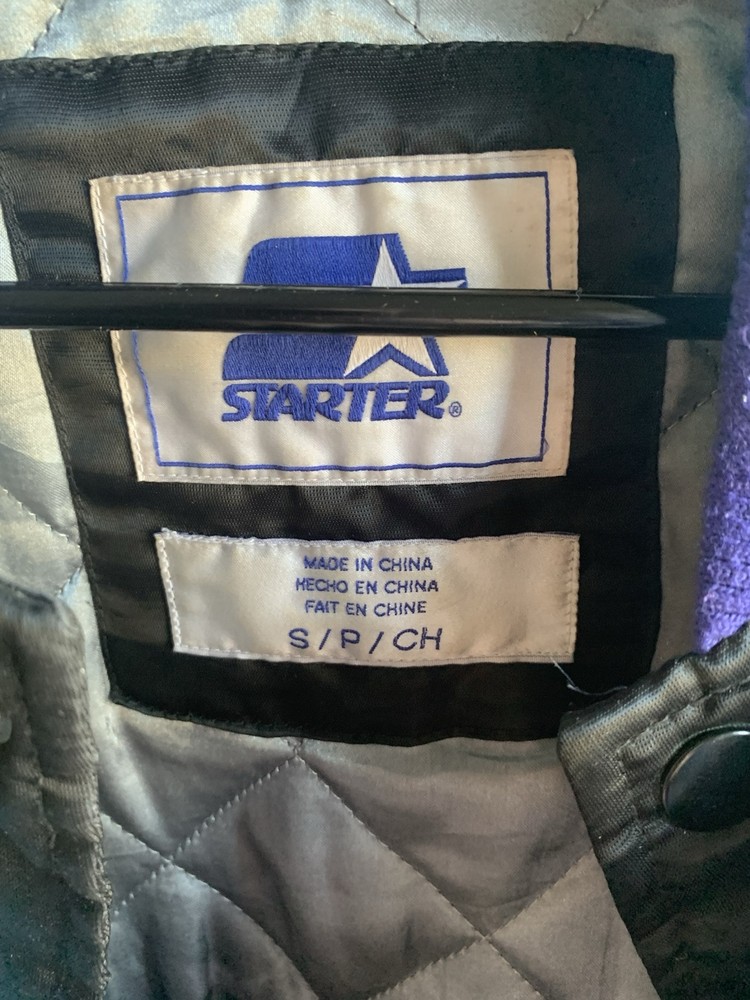 STARTER®
MADE IN CHINA
HECHO EN CHINA
FAIT EN CHINE
S/P/CH